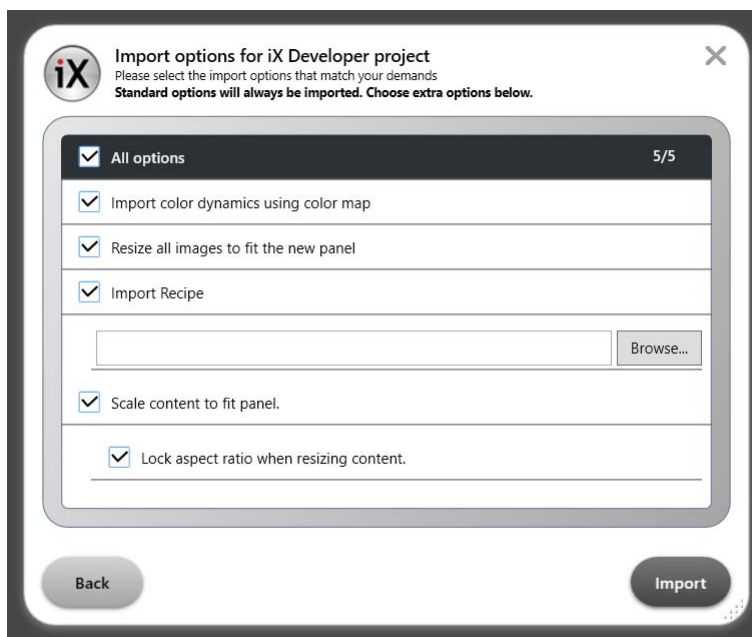 iX
Import options for iX Developer project
Please select the import options that match your demands
Standard options will always be imported. Choose extra options below.
All options 5/5
Import color dynamics using color map
Resize all images to fit the new panel
Import Recipe
Browse...
Scale content to fit panel.
Lock aspect ratio when resizing content.
Back Import